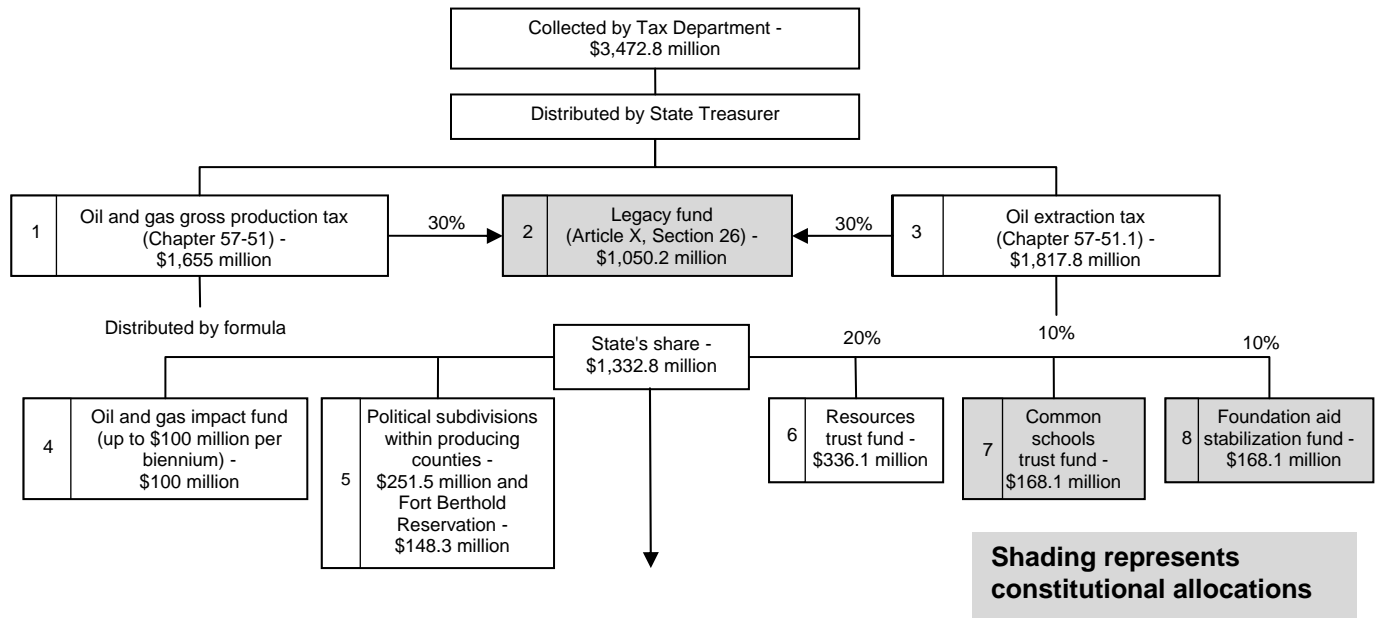 Collected by Tax Department -
$3,472.8 million
Distributed by State Treasurer
1
Oil and gas gross production tax
(Chapter 57-51) -
$1,655 million
30%
2
Legacy fund
(Article X, Section 26) -
$1,050.2 million
30%
3
Oil extraction tax
(Chapter 57-51.1) -
$1,817.8 million
Distributed by formula
State's share -
$1,332.8 million
20%
10%
10%
4
Oil and gas impact fund
(up to $100 million per
biennium) -
$100 million
5
Political subdivisions
within producing
counties -
$251.5 million and
Fort Berthold
Reservation -
$148.3 million
6
Resources
trust fund -
$336.1 million
7
Common
schools
trust fund -
$168.1 million
8
Foundation aid
stabilization fund -
$168.1 million
Shading represents
constitutional allocations